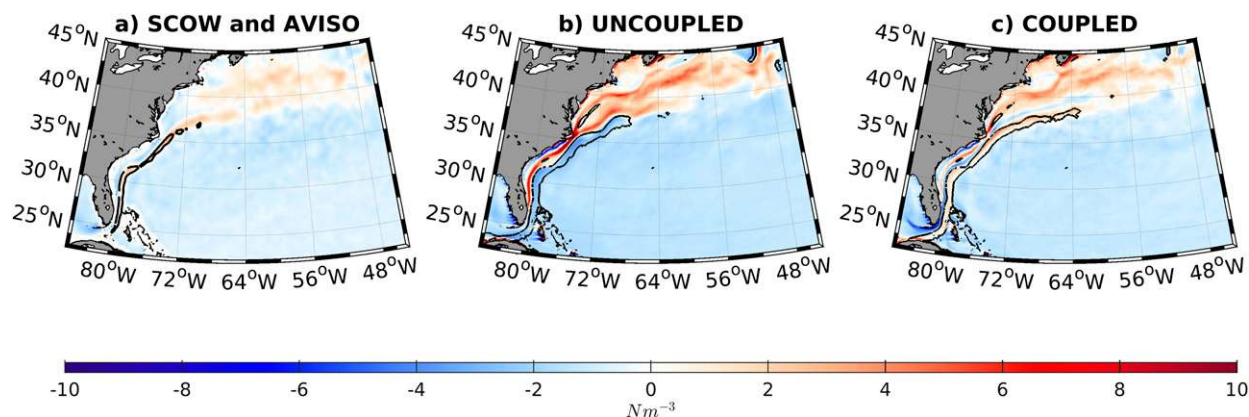 a) SCOW and AVISO
b) UNCOUPLED
c) COUPLED
45°N
40°N
35°N
30°N
25°N
80°W
72°W
64°W
56°W
48°W
45°N
40°N
35°N
30°N
25°N
80°W
72°W
64°W
56°W
48°W
45°N
40°N
35°N
30°N
25°N
80°W
72°W
64°W
56°W
48°W
-10 -8 -6 -4 -2 0 2 4 6 8 10
Nm⁻³